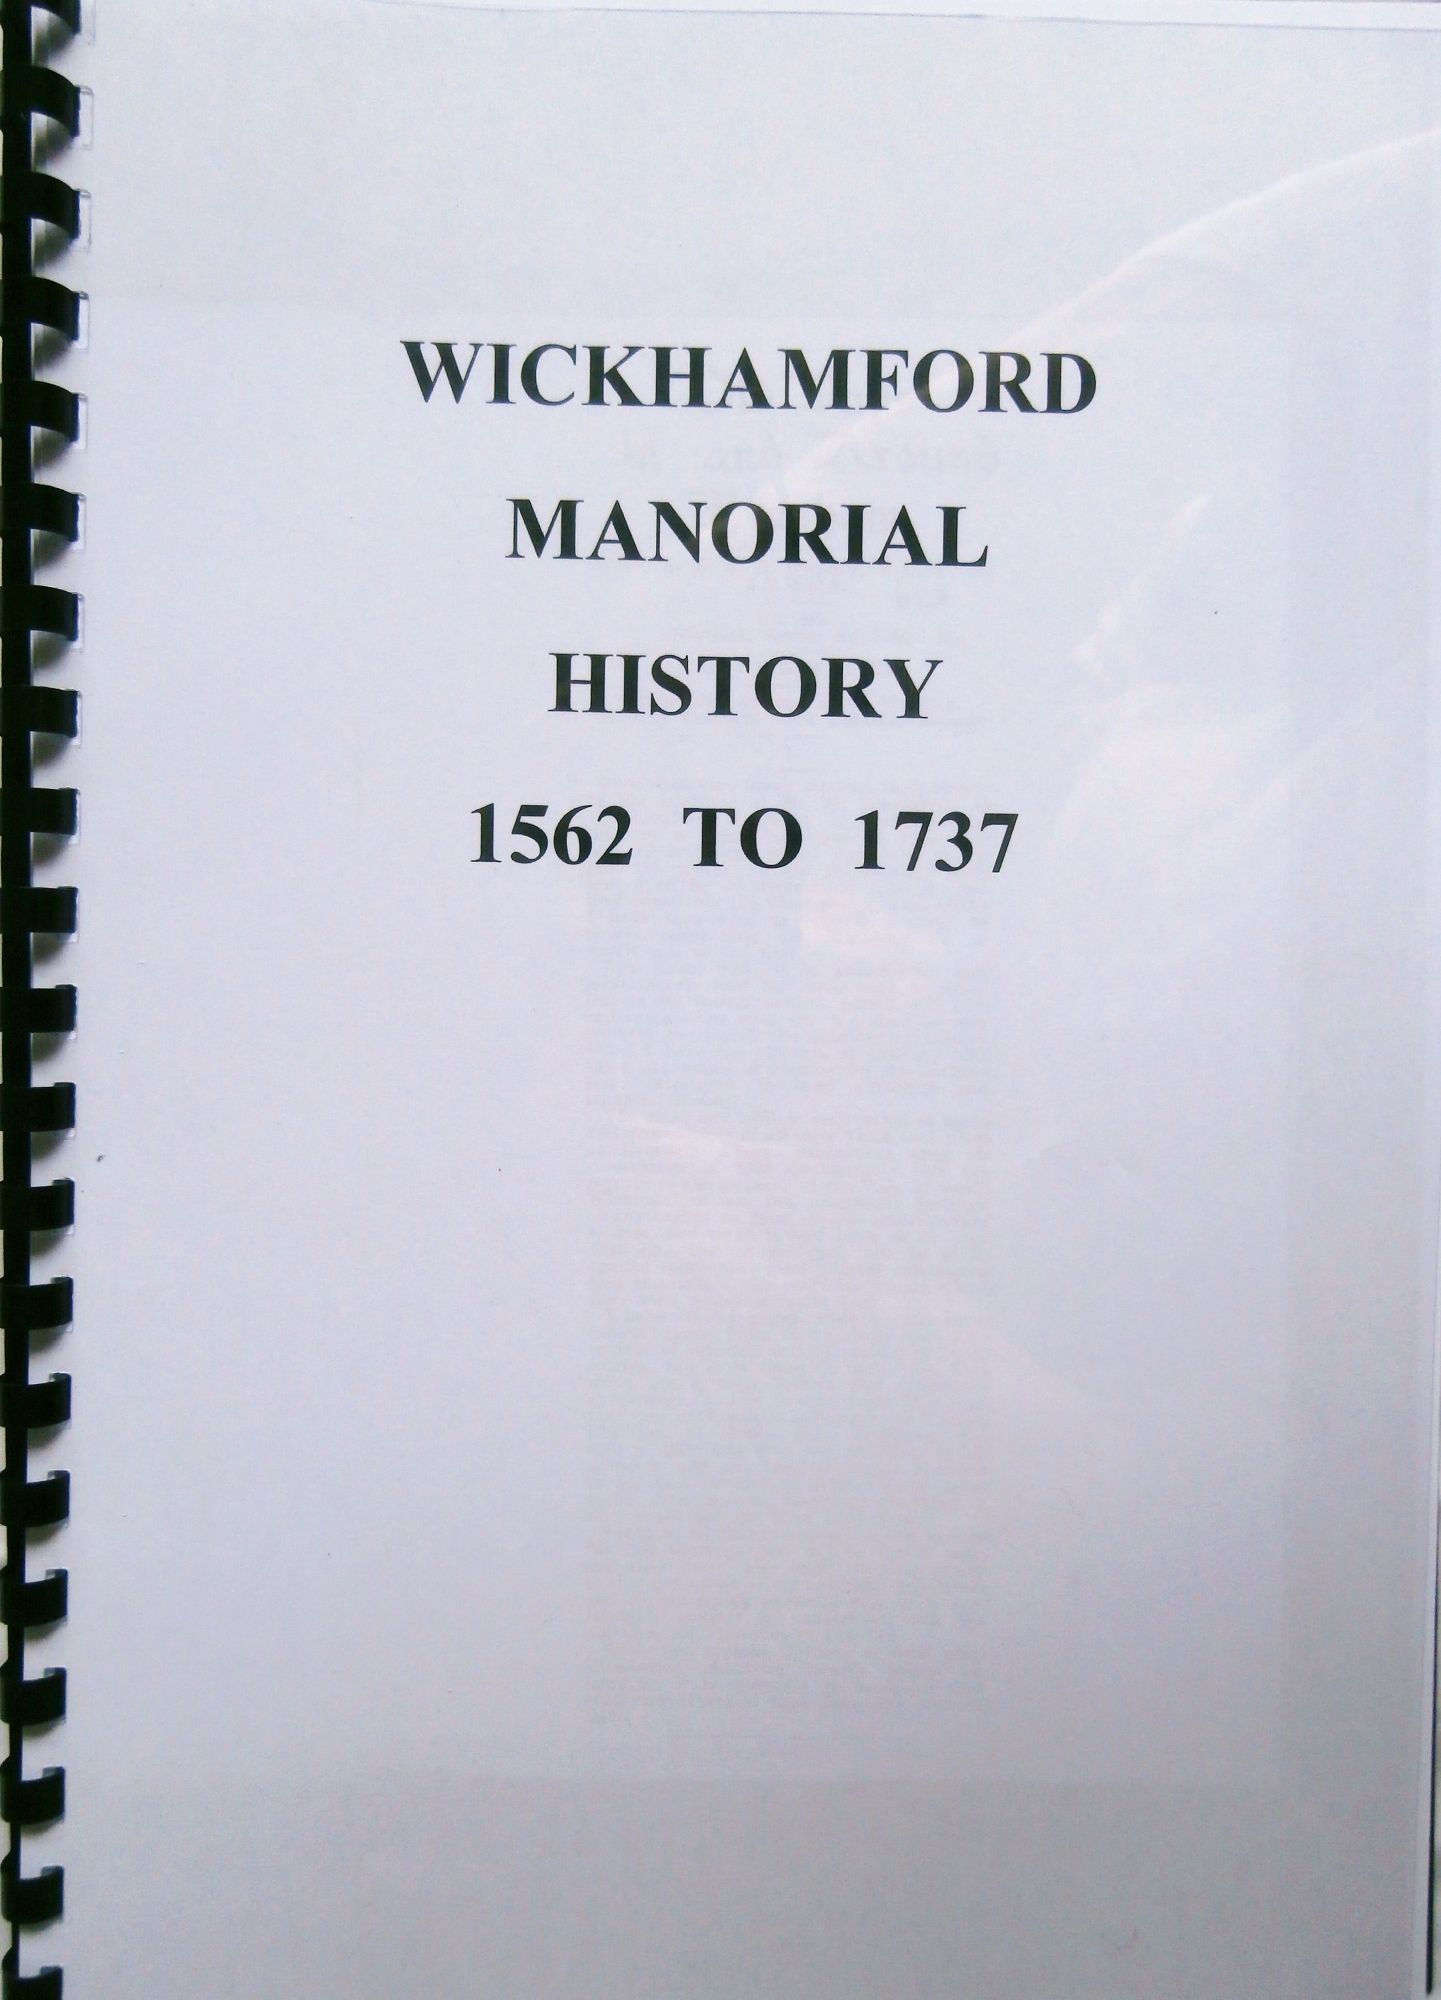 WICKHAMFORD
MANORIAL
HISTORY
1562 TO 1737